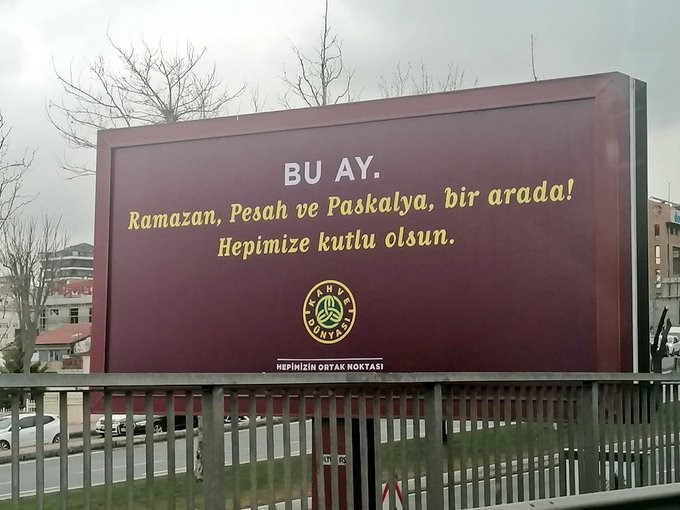 BU AY.
Ramazan, Pesah ve Paskalya, bir arada!
Hepimize kutlu olsun.
KAHVE
DÜNYASI
HEPİMİZİN ORTAK NOKTASI